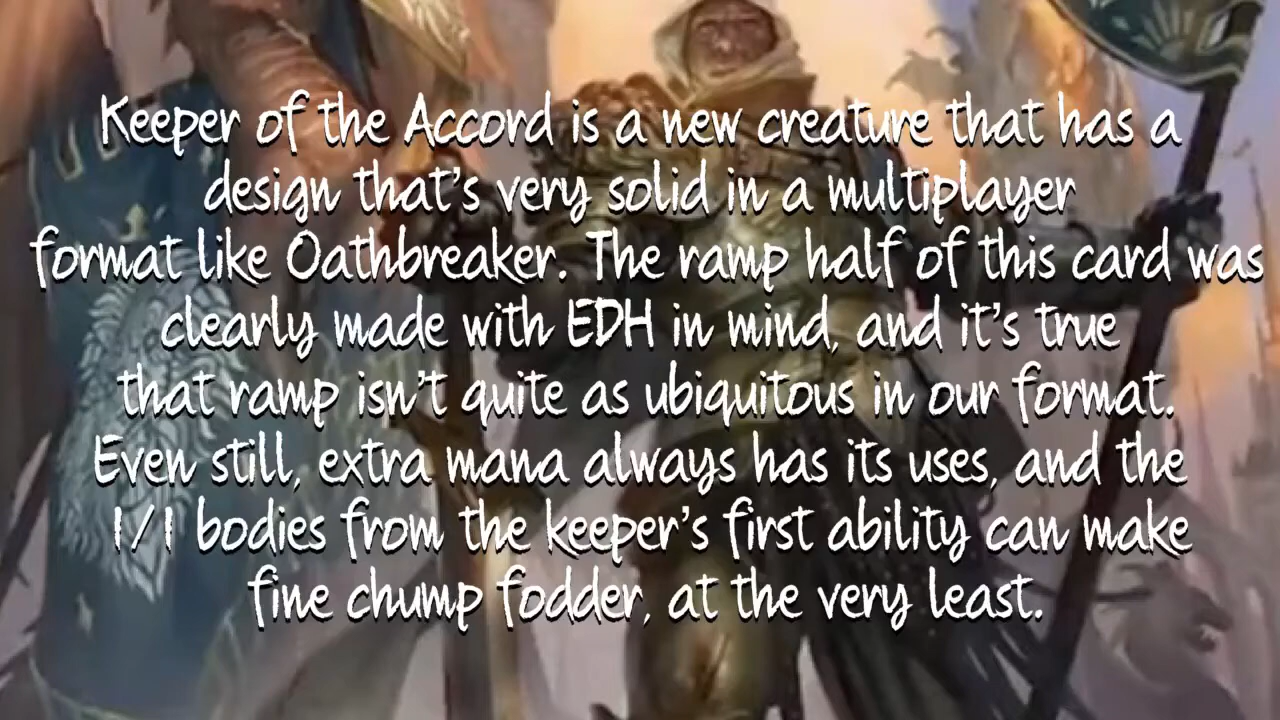 Keeper of the Accord is a new creature that has a
design that's very solid in a multiplayer
format like Oathbreaker. The ramp half of this card was
clearly made with EDH in mind, and it's true
that ramp isn't quite as ubiquitous in our format.
Even still, extra mana always has its uses, and the
1/1 bodies from the keeper's first ability can make
fine chump fodder, at the very least.